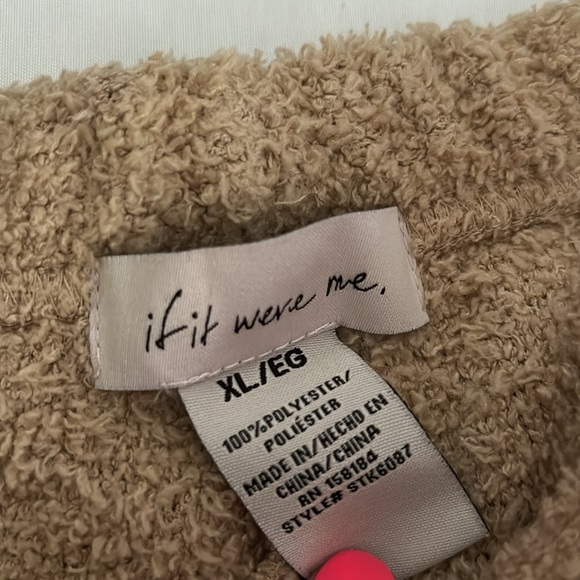 if it were me,
XL/EG
100%POLYESTER/
POLIÉSTER
MADE IN/HECHO EN
CHINA/CHINA
RN 158184
STYLE# STK6087